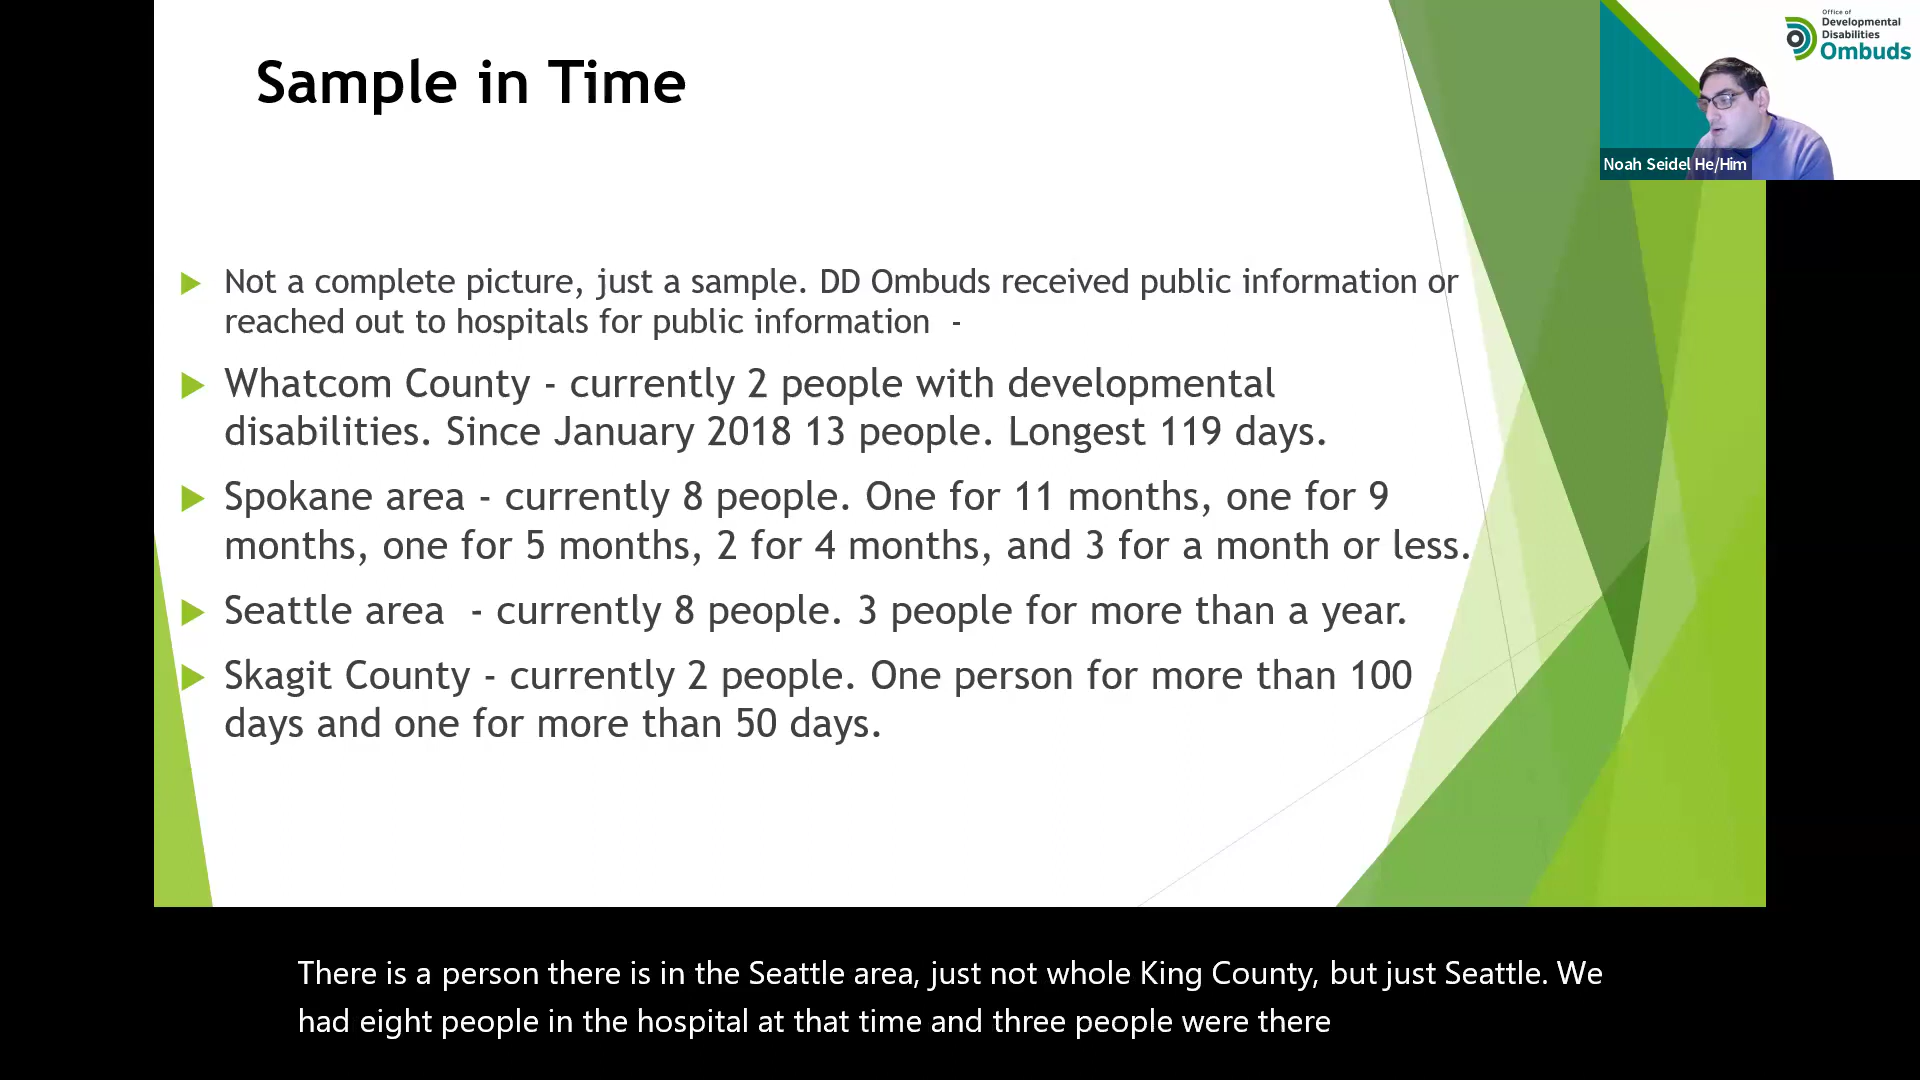 Sample in Time
Office of
Developmental
Disabilities
Ombuds
Noah Seidel He/Him
Not a complete picture, just a sample. DD Ombuds received public information or
reached out to hospitals for public information -
Whatcom County - currently 2 people with developmental
disabilities. Since January 2018 13 people. Longest 119 days.
Spokane area - currently 8 people. One for 11 months, one for 9
months, one for 5 months, 2 for 4 months, and 3 for a month or less.
Seattle area - currently 8 people. 3 people for more than a year.
Skagit County - currently 2 people. One person for more than 100
days and one for more than 50 days.
There is a person there is in the Seattle area, just not whole King County, but just Seattle. We
had eight people in the hospital at that time and three people were there